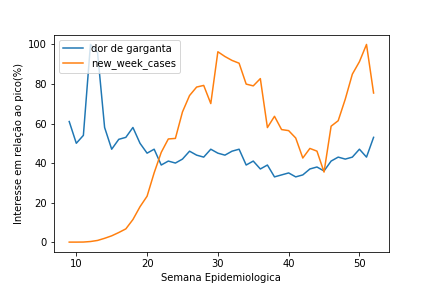 dor de garganta
new_week_cases
100
80
60
40
20
0
Interesse em relação ao pico(%)
10
20
30
40
50
Semana Epidemiologica